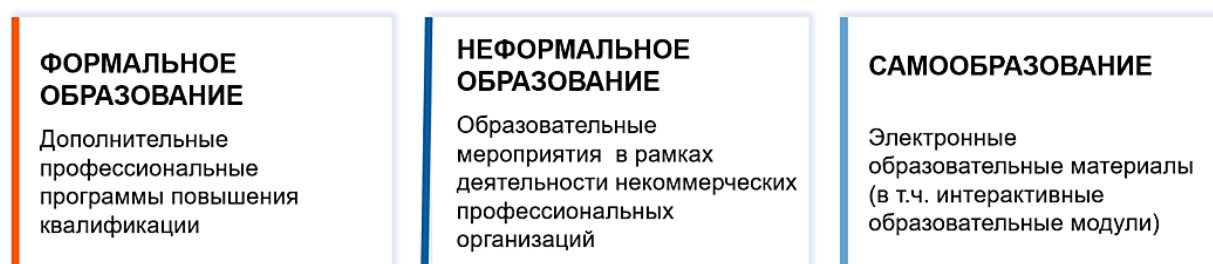 ФОРМАЛЬНОЕ
ОБРАЗОВАНИЕ
Дополнительные
профессиональные
программы повышения
квалификации
НЕФОРМАЛЬНОЕ
ОБРАЗОВАНИЕ
Образовательные
мероприятия в рамках
деятельности некоммерческих
профессиональных
организаций
САМООБРАЗОВАНИЕ
Электронные
образовательные материалы
(в т.ч. интерактивные
образовательные модули)